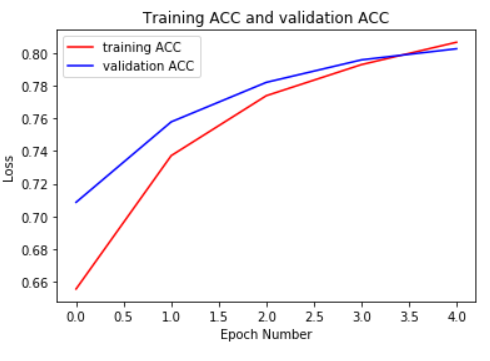 Training ACC and validation ACC
training ACC
validation ACC
0.80
0.78
0.76
0.74
0.72
0.70
0.68
0.66
Loss
0.0 0.5 1.0 1.5 2.0 2.5 3.0 3.5 4.0
Epoch Number